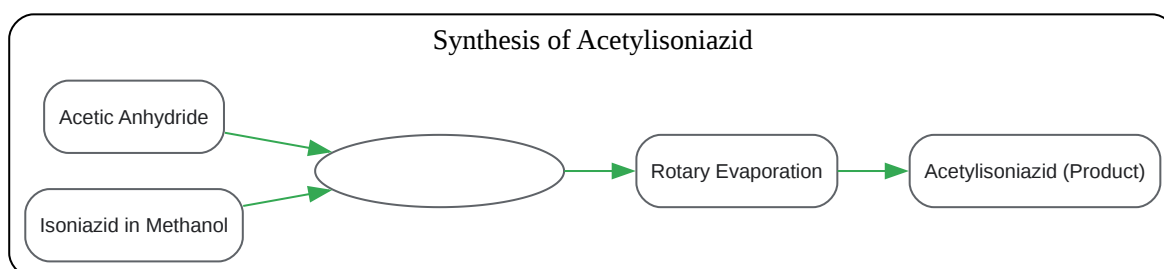 Synthesis of Acetylisoniazid
Acetic Anhydride
Isoniazid in Methanol
Rotary Evaporation
Acetylisoniazid (Product)